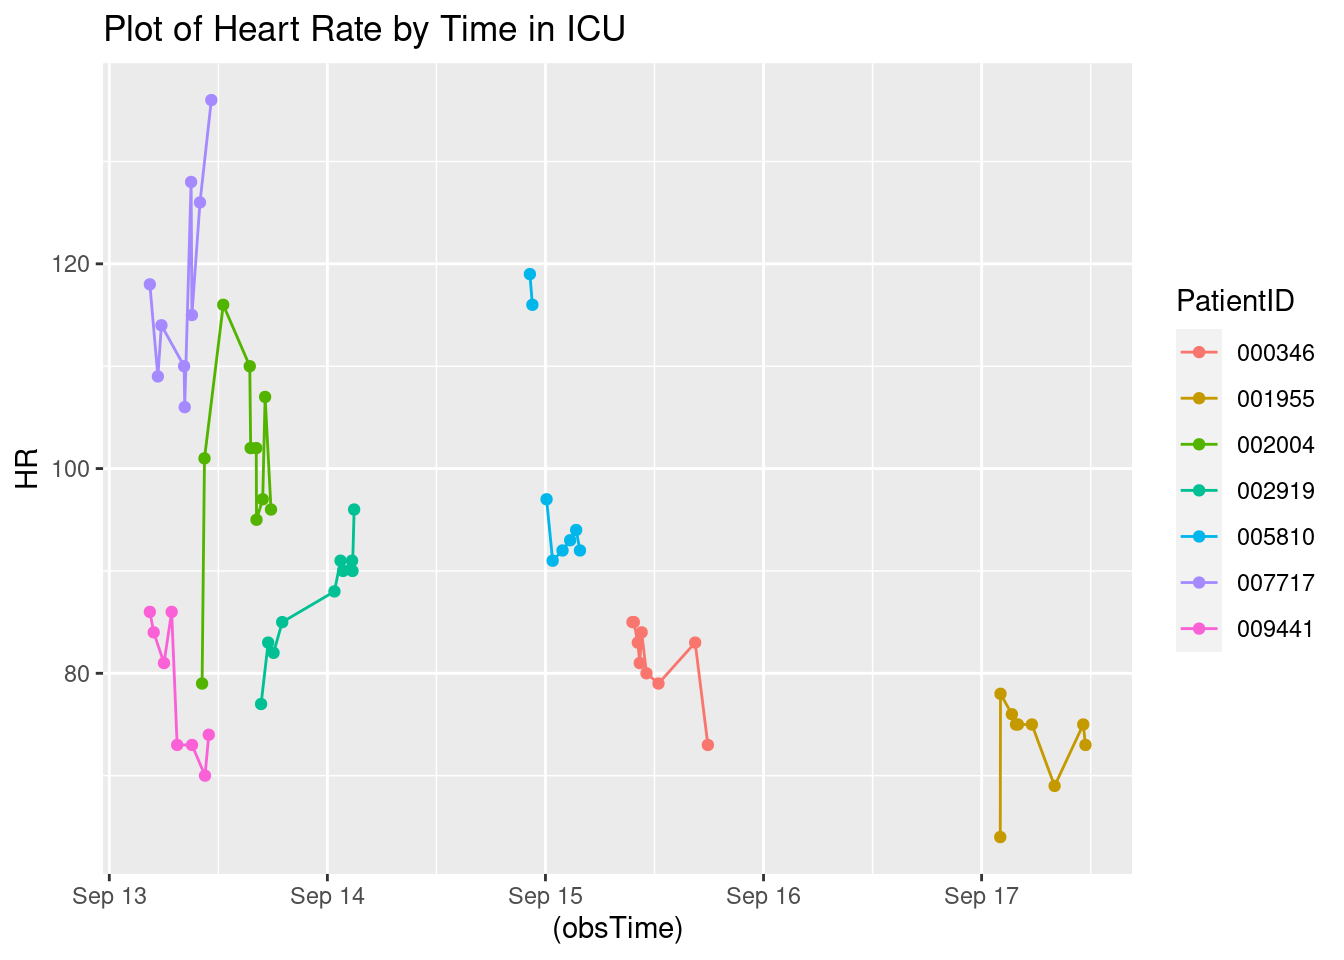 Plot of Heart Rate by Time in ICU
HR
120
100
80
Sep 13 Sep 14 Sep 15 Sep 16 Sep 17
(obsTime)
PatientID
000346
001955
002004
002919
005810
007717
009441